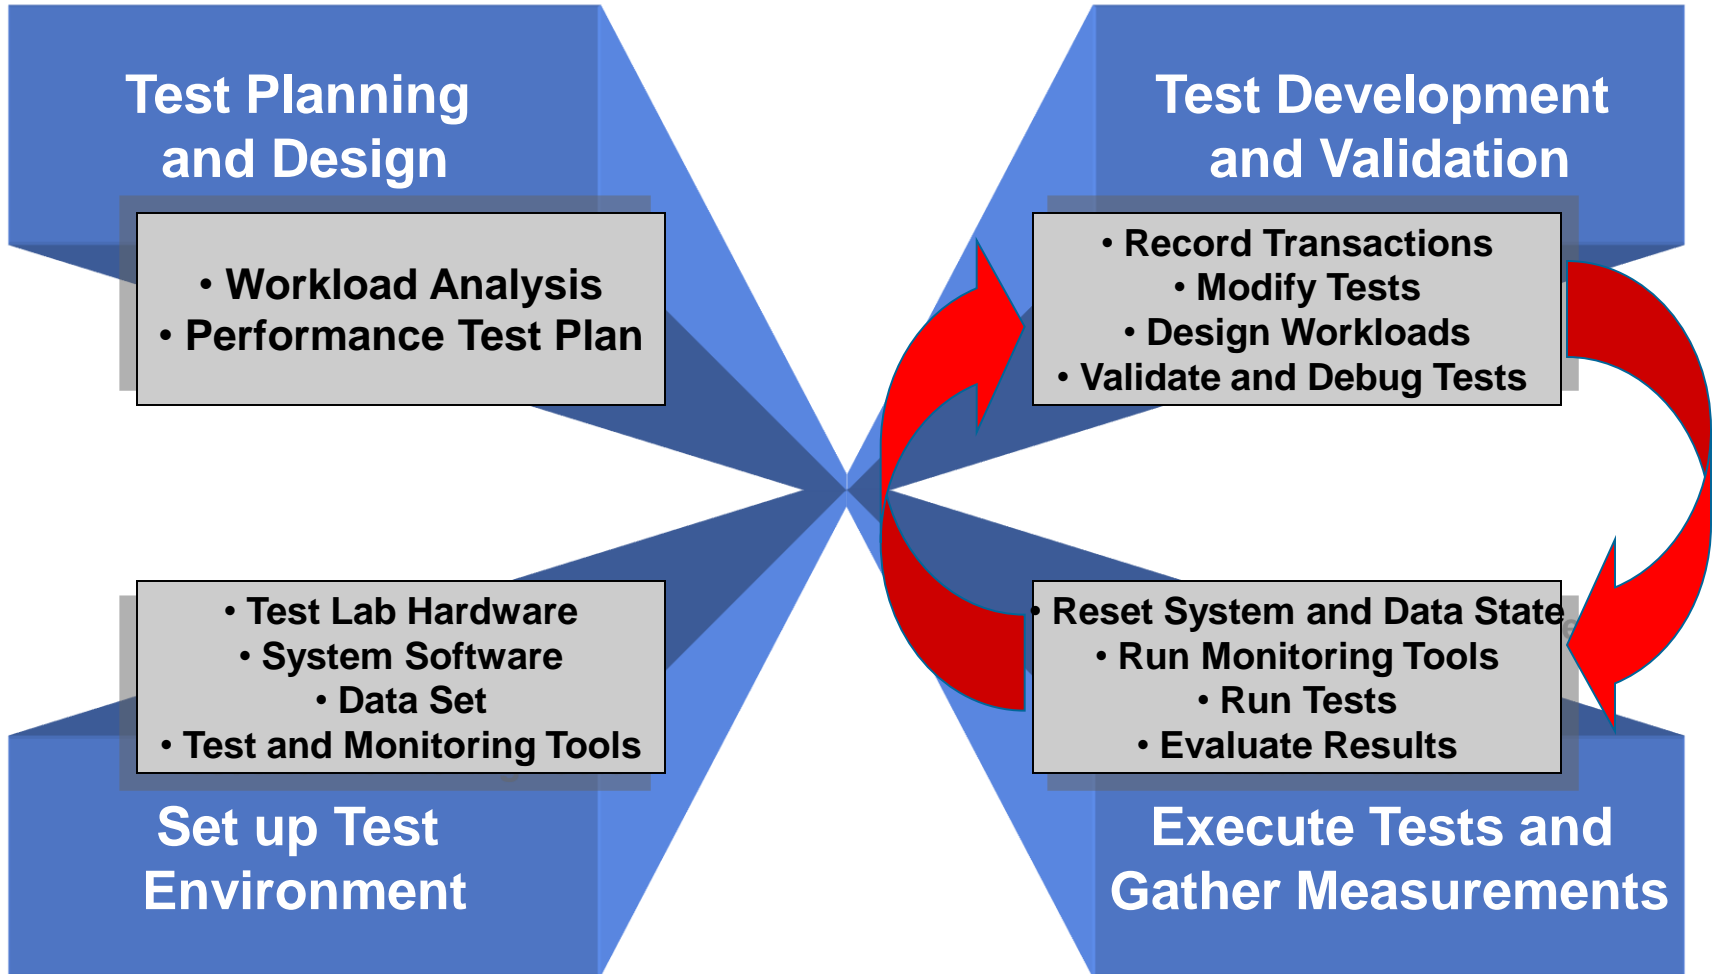 Test Planning
and Design
• Workload Analysis
• Performance Test Plan
Test Development
and Validation
• Record Transactions
• Modify Tests
• Design Workloads
• Validate and Debug Tests
• Test Lab Hardware
• System Software
• Data Set
• Test and Monitoring Tools
Set up Test
Environment
• Reset System and Data State
• Run Monitoring Tools
• Run Tests
• Evaluate Results
Execute Tests and
Gather Measurements